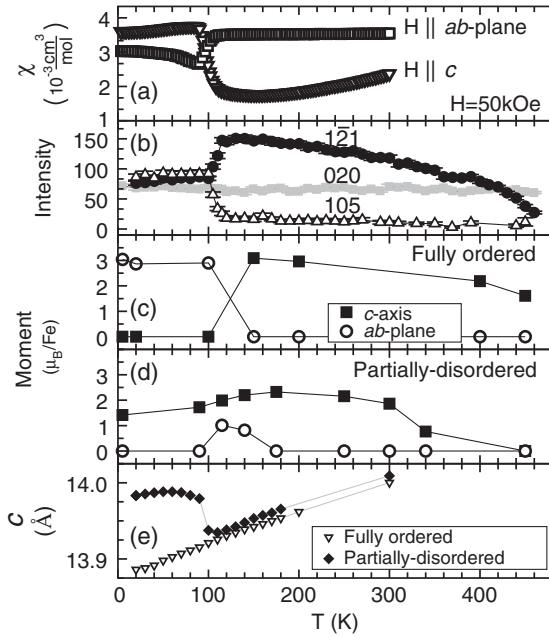 4
3
2
1
χ
(10⁻³ cm³/mol)
(a)
H || ab-plane
H || c
H=50kOe
150
100
50
0
Intensity
(b)
12̄1
020
105
3
2
1
0
(c)
Fully ordered
c-axis
ab-plane
Moment
(μB/Fe)
3
2
1
0
(d)
Partially-disordered
14.0
13.9
c
(Å)
(e)
Fully ordered
Partially-disordered
0 100 200 300 400
T (K)